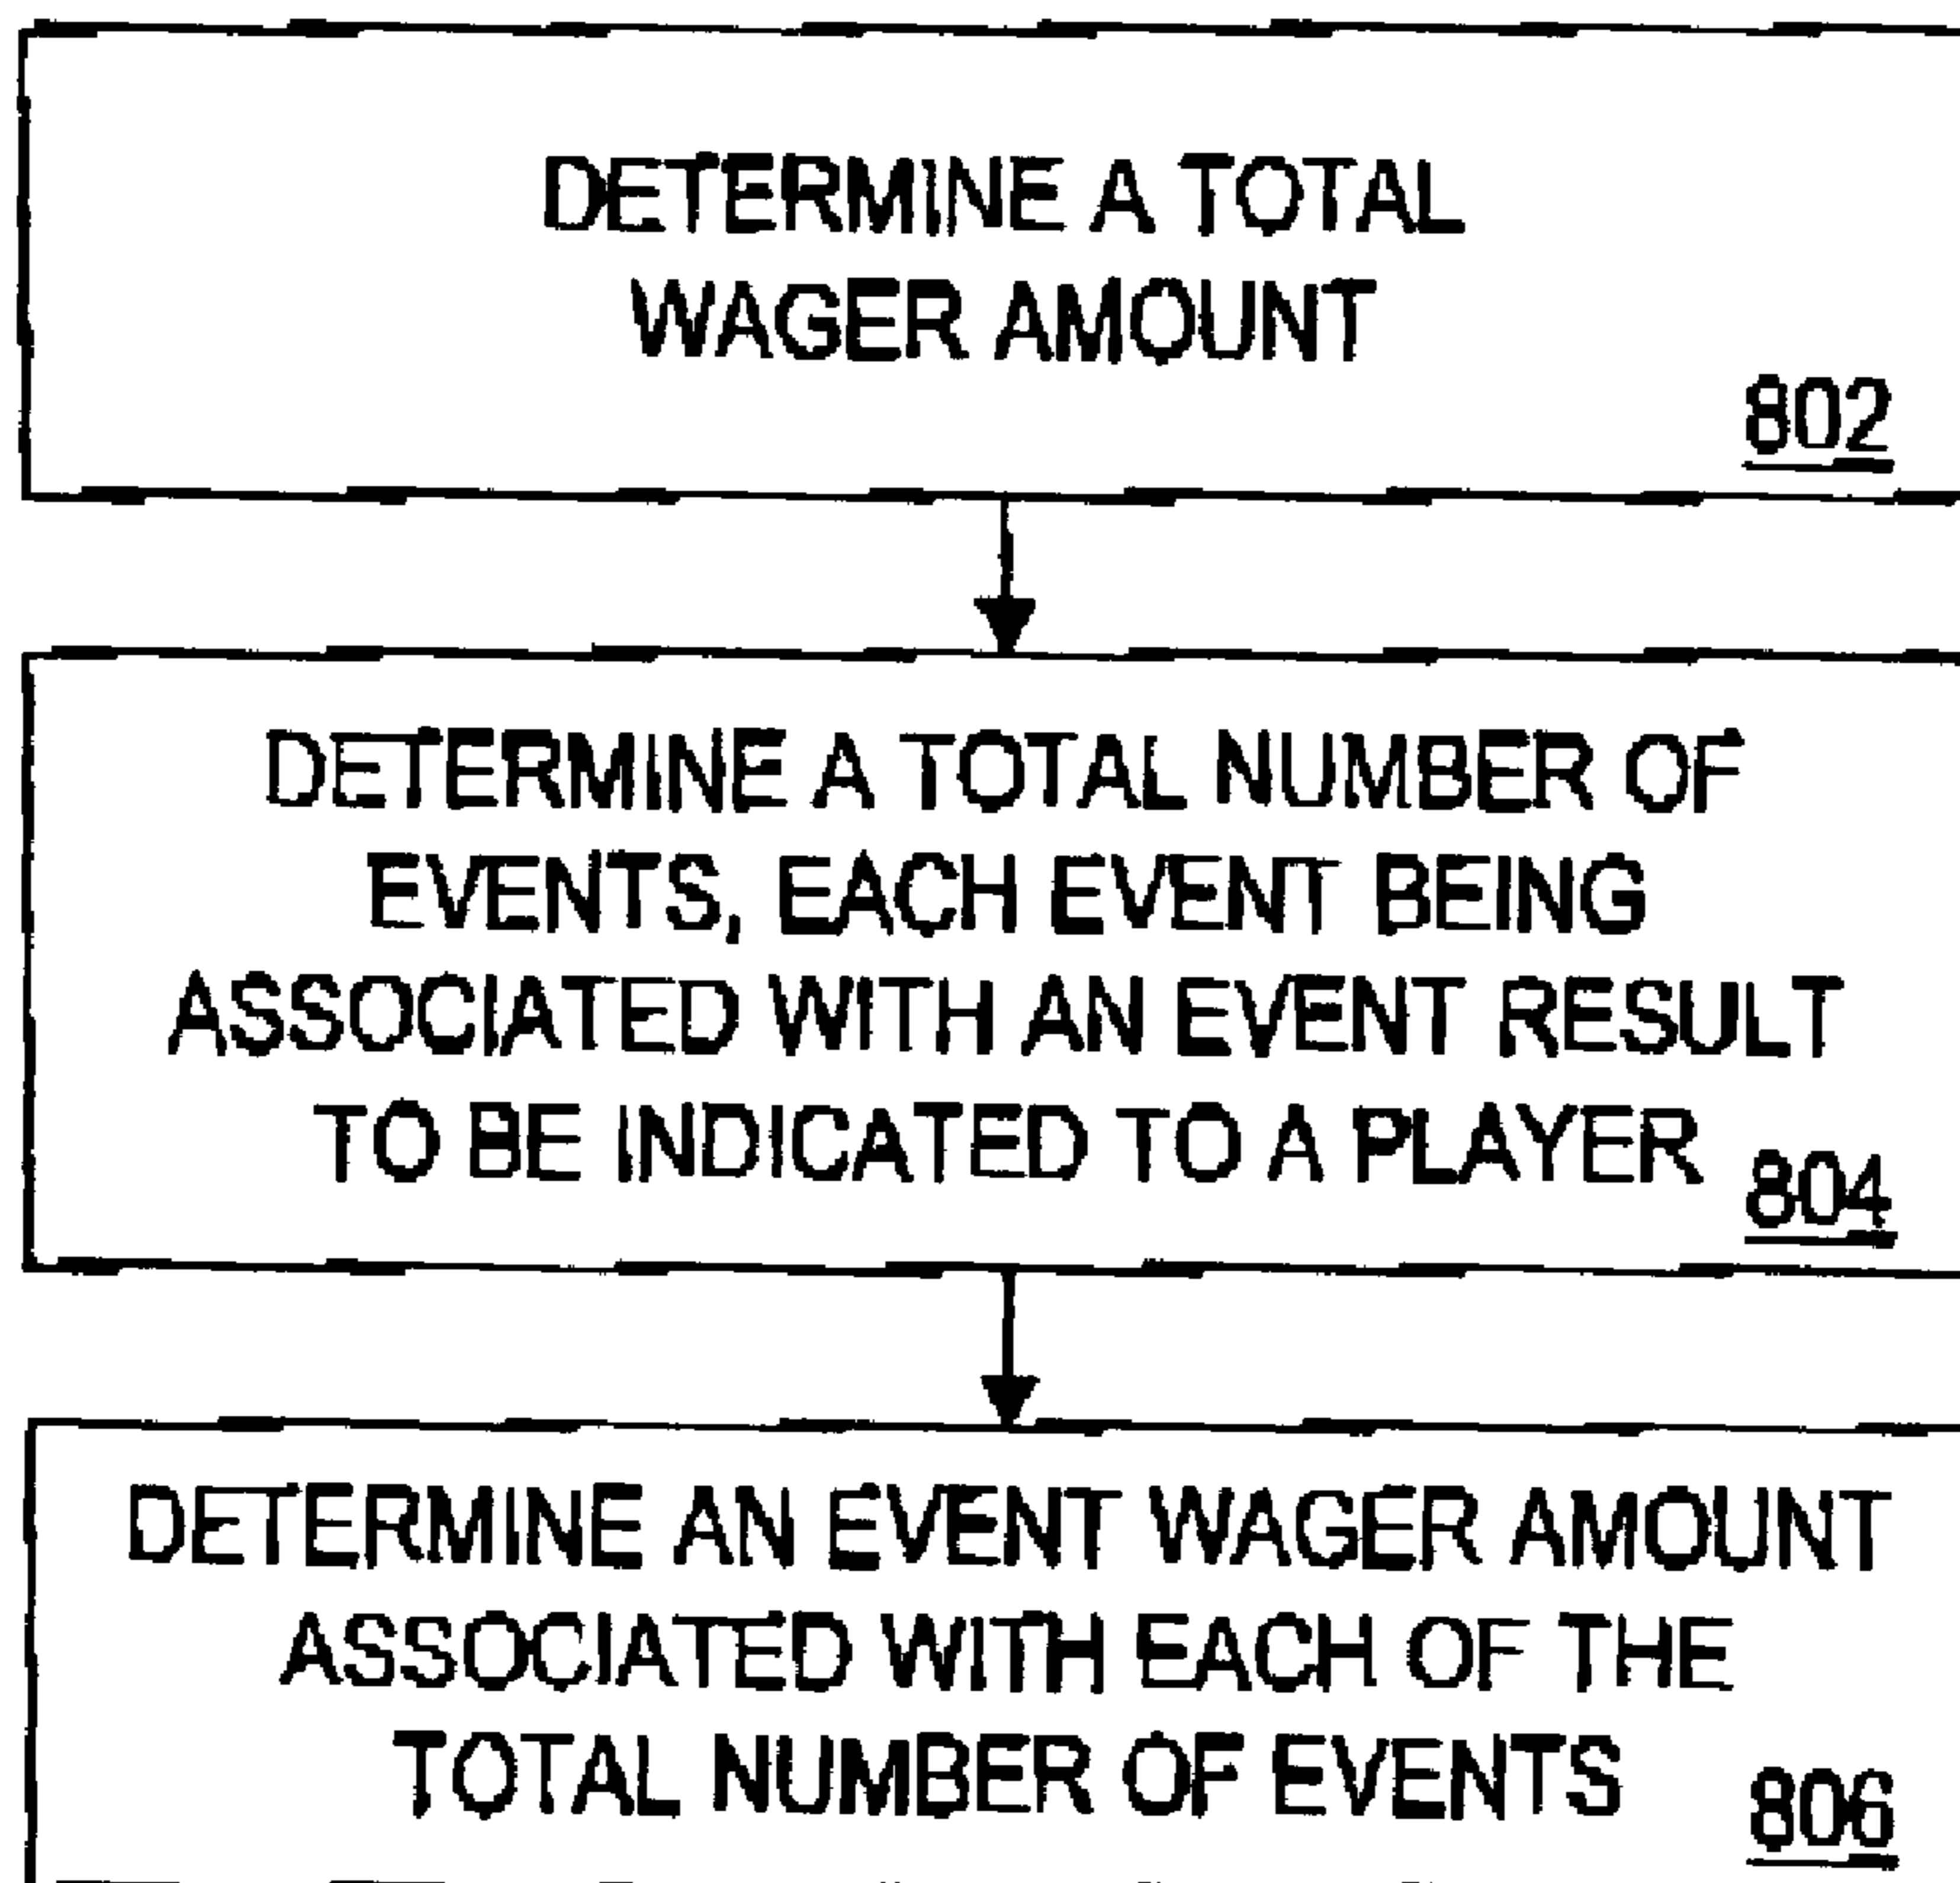 DETERMINE A TOTAL
WAGER AMOUNT
802
DETERMINE A TOTAL NUMBER OF
EVENTS, EACH EVENT BEING
ASSOCIATED WITH AN EVENT RESULT
TO BE INDICATED TO A PLAYER
804
DETERMINE AN EVENT WAGER AMOUNT
ASSOCIATED WITH EACH OF THE
TOTAL NUMBER OF EVENTS
806